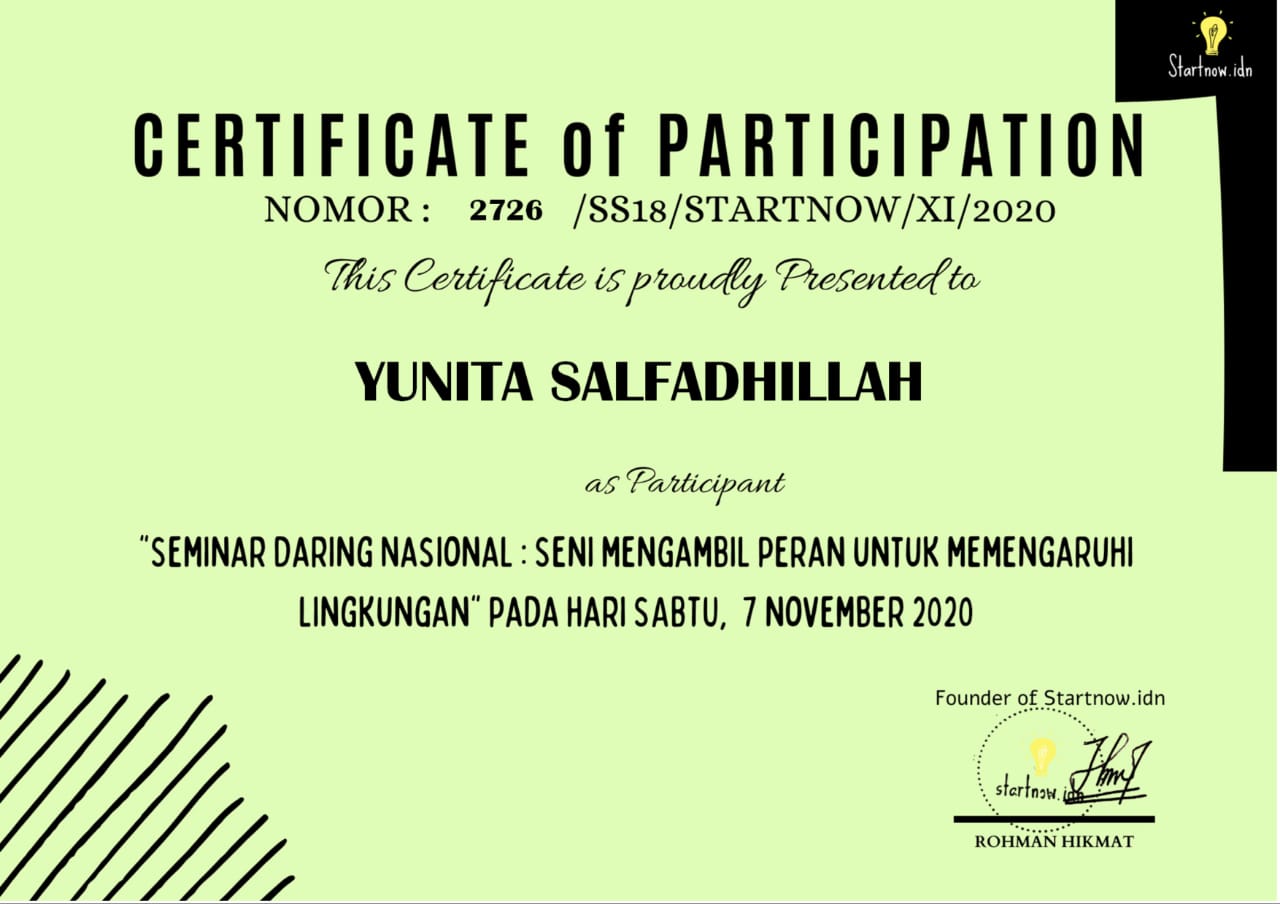 Startnow.idn
CERTIFICATE of PARTICIPATION
NOMOR : 2726 /SS18/STARTNOW/XI/2020
This Certificate is proudly Presented to
YUNITA SALFADHILLAH
as Participant
"SEMINAR DARING NASIONAL : SENI MENGAMBIL PERAN UNTUK MEMENGARUHI
LINGKUNGAN" PADA HARI SABTU, 7 NOVEMBER 2020
Founder of Startnow.idn
startnow.idn
ROHMAN HIKMAT